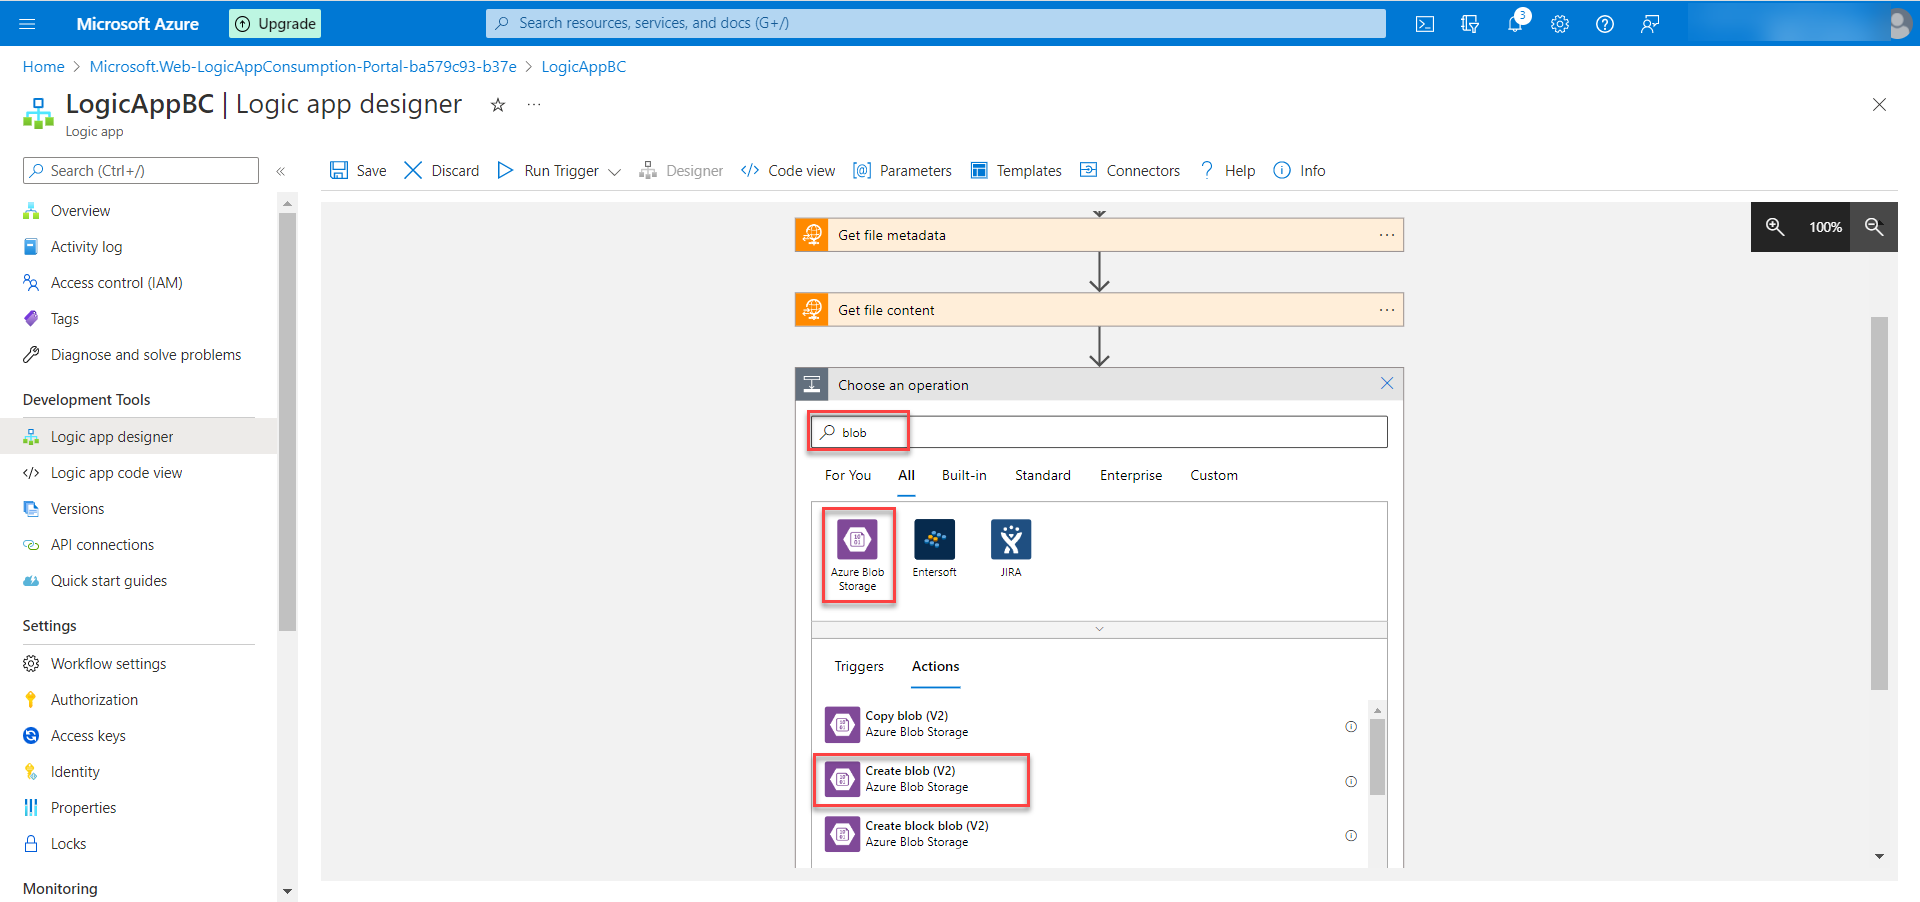 Microsoft Azure
Upgrade
Search resources, services, and docs (G+/)
3
Home > Microsoft.Web-LogicAppConsumption-Portal-ba579c93-b37e > LogicAppBC
LogicAppBC | Logic app designer
Logic app
Search (Ctrl+/)
«
Save
Discard
Run Trigger
Designer
Code view
Parameters
Templates
Connectors
Help
Info
Overview
Activity log
Access control (IAM)
Tags
Diagnose and solve problems
Development Tools
Logic app designer
Logic app code view
Versions
API connections
Quick start guides
Settings
Workflow settings
Authorization
Access keys
Identity
Properties
Locks
Monitoring
100%
Get file metadata
Get file content
Choose an operation
blob
For You
All
Built-in
Standard
Enterprise
Custom
Azure Blob
Storage
Entersoft
JIRA
Triggers
Actions
Copy blob (V2)
Azure Blob Storage
Create blob (V2)
Azure Blob Storage
Create block blob (V2)
Azure Blob Storage